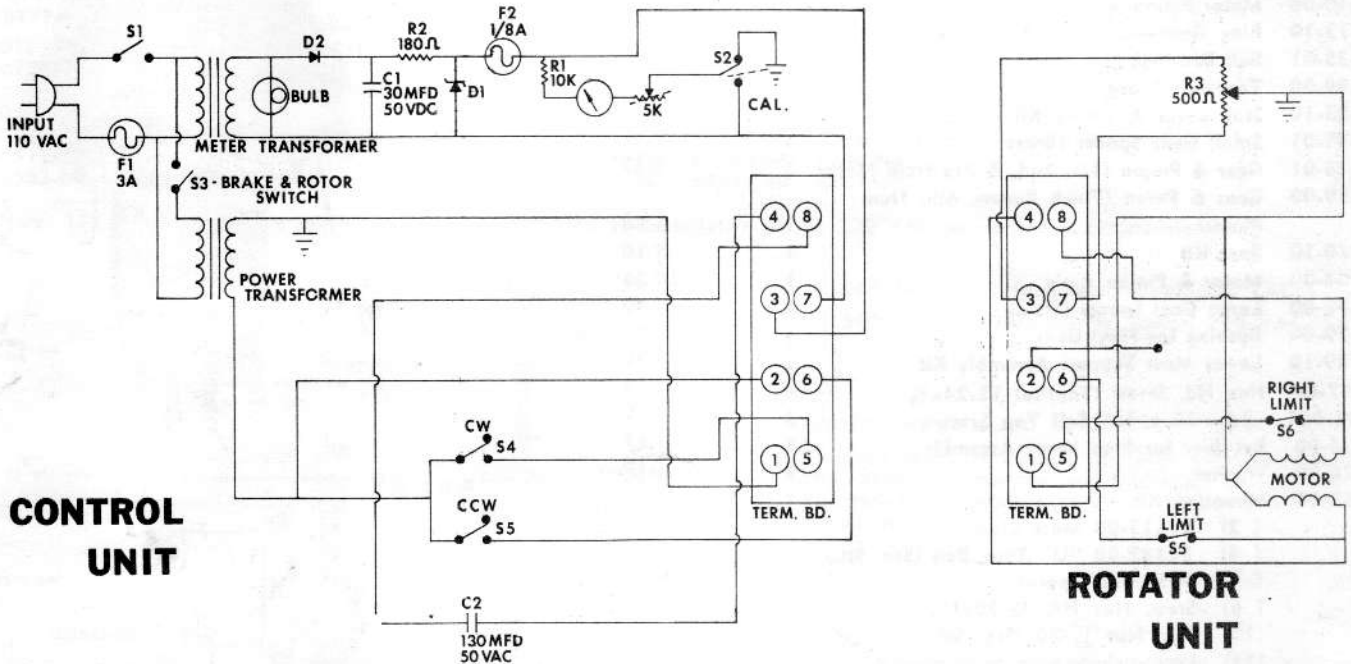 S1
INPUT
110 VAC
F1
3A
METER TRANSFORMER
BULB
D2
C1
30 MFD
50 VDC
R2
180Ω
D1
F2
1/8A
R1
10K
5K
S2
CAL.
S3 - BRAKE & ROTOR
SWITCH
POWER
TRANSFORMER
4 8
3 7
2 6
1 5
TERM. BD.
CW
S4
CCW
S5
C2
130 MFD
50 VAC
CONTROL
UNIT
R3
500Ω
4 8
3 7
2 6
1 5
TERM. BD.
RIGHT
LIMIT
S6
MOTOR
LEFT
LIMIT
S5
ROTATOR
UNIT